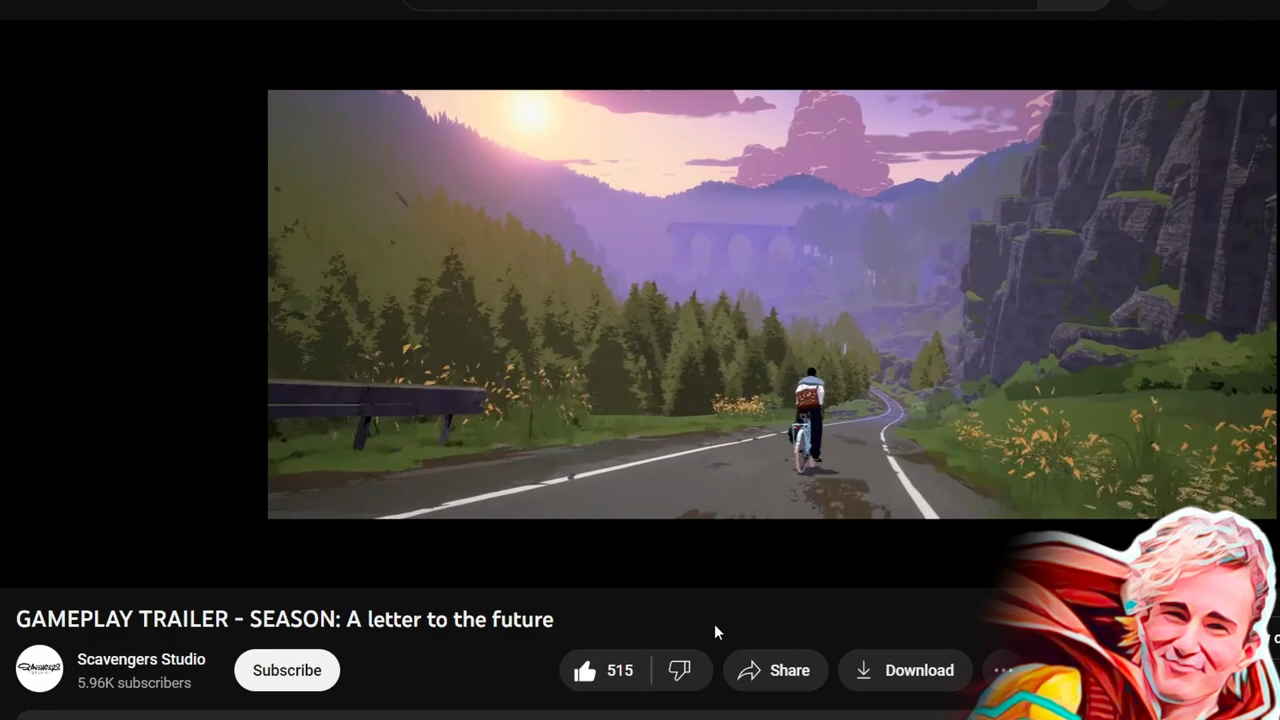 GAMEPLAY TRAILER - SEASON: A letter to the future
Scavengers Studio
5.96K subscribers
Subscribe
515
Share
Download